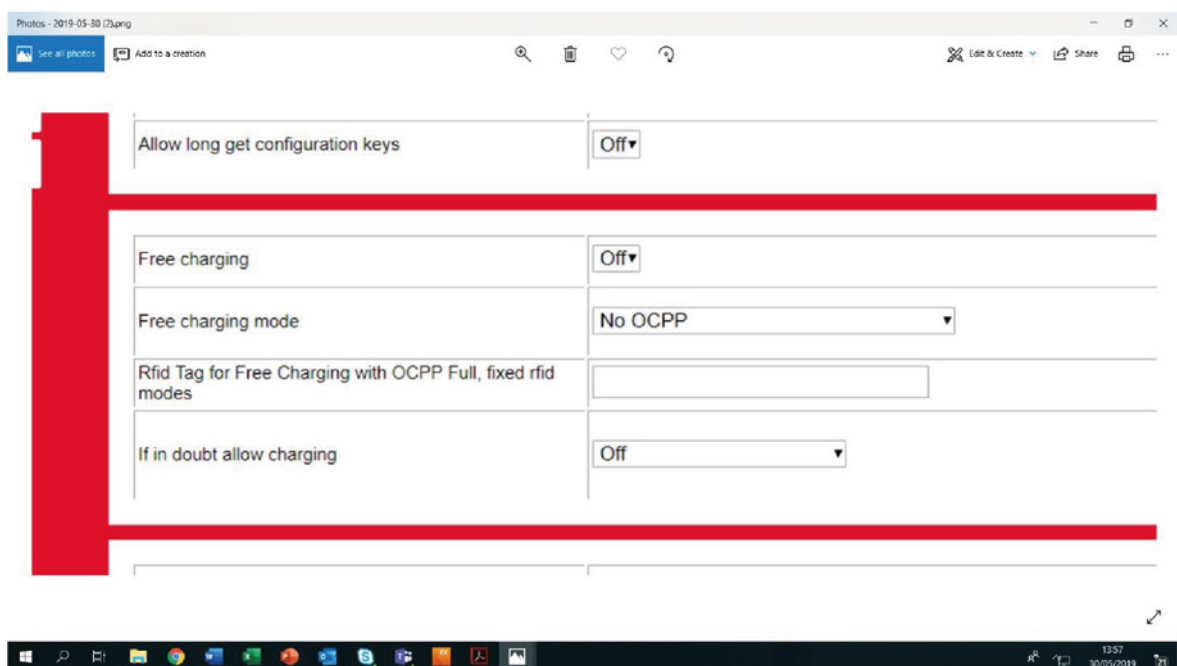 Photos - 2019-05-30 (2).png
See all photos
Add to a creation
Edit & Create
Share
Allow long get configuration keys
Off
Free charging
Off
Free charging mode
No OCPP
Rfid Tag for Free Charging with OCPP Full, fixed rfid
modes
If in doubt allow charging
Off
13:57
30/05/2019
21